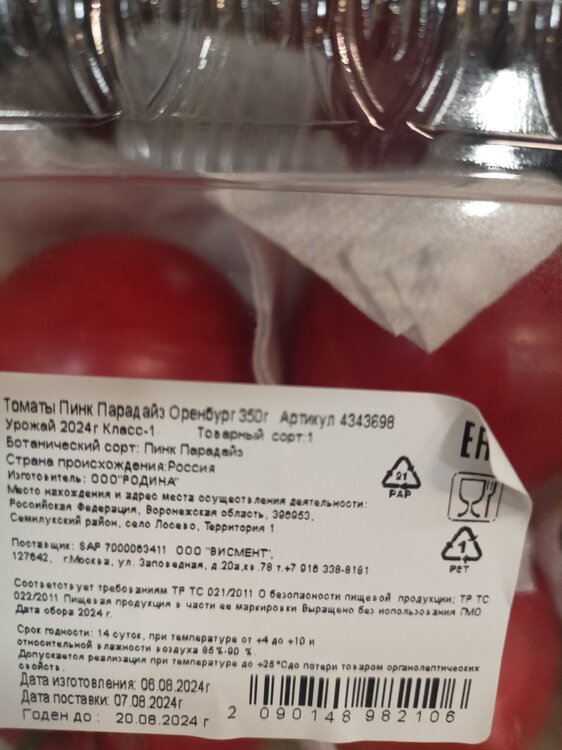 Томаты Пинк Парадайз Оренбург 350г Артикул 4343698
Урожай 2024г Класс-1 Товарный сорт:1
Ботанический сорт: Пинк Парадайз
Страна происхождения:Россия
Изготовитель: ООО"РОДИНА"
Место нахождения и адрес места осуществления деятельности:
Российская Федерация, Воронежская область, 396953,
Семилукский район, село Лосево, Территория 1
Поставщик: SAP 7000063411 ООО "ВИСМЕНТ",
127642, г.Москва, ул. Заповедная, д.20а,кв.78 т.+7 916 338-8181
Соответствует требованиям ТР ТС 021/2011 О безопасности пищевой продукции; ТР ТС
022/2011 Пищевая продукция в части ее маркировки Выращено без использования ГМО
Дата сбора 2024 г.
Срок годности: 14 суток, при температуре от +4 до +10 и
относительной влажности воздуха 85%-90 %.
Допускается реализация при температуре до +25°Сдо потери товаром органолептических
свойств.
Дата изготовления: 06.08.2024г
Дата поставки: 07.08.2024г
Годен до : 20.08.2024 г
2 090148 982106
EAC
21
PAP
1
PET